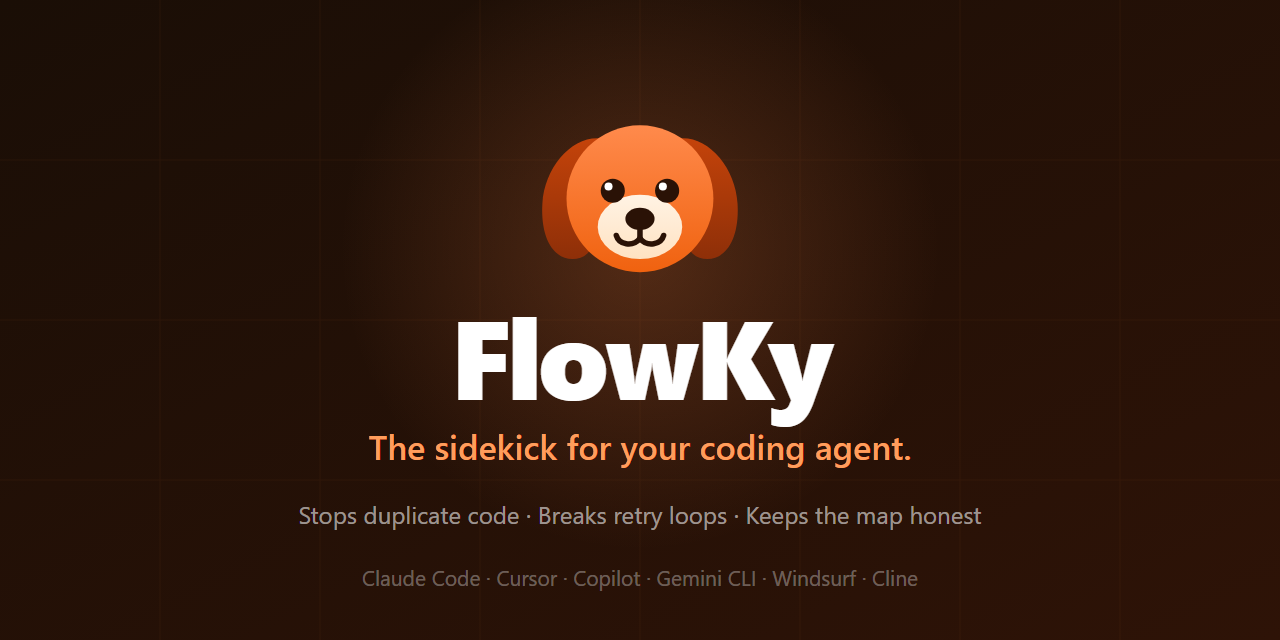 FlowKy
The sidekick for your coding agent.
Stops duplicate code · Breaks retry loops · Keeps the map honest
Claude Code · Cursor · Copilot · Gemini CLI · Windsurf · Cline